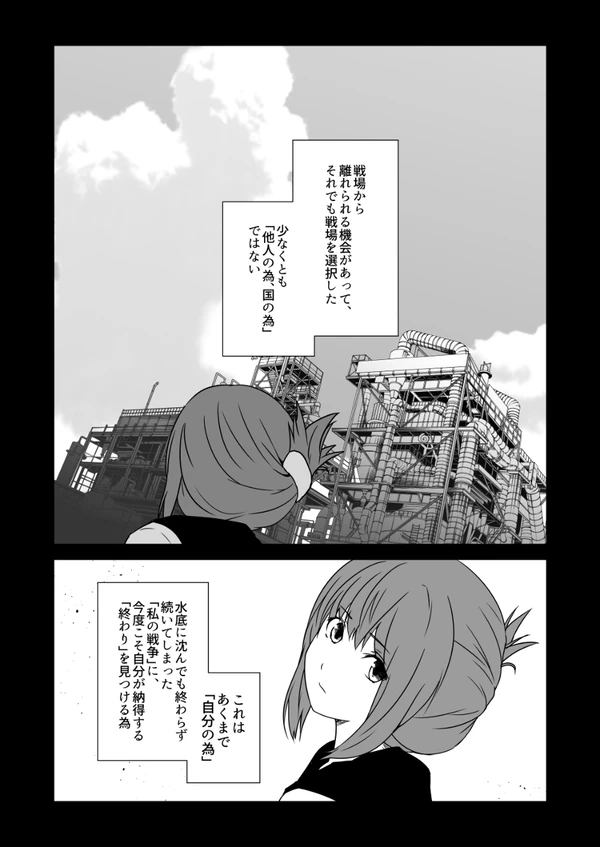 戦場から
離れられる機会があって、
それでも戦場を選択した
少なくとも
「他人の為、国の為」
ではない
これは
あくまで
「自分の為」
水底に沈んでも終わらず
続いてしまった
「私の戦争」に、
今度こそ自分が納得する
「終わり」を見つける為